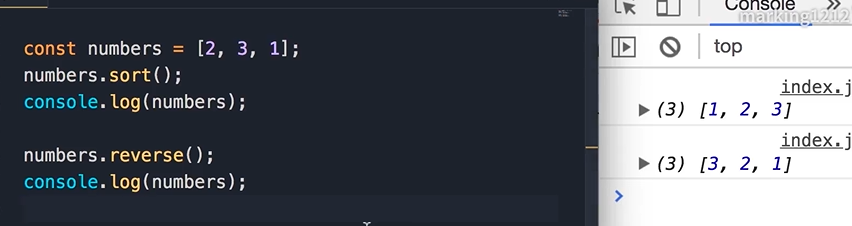 const numbers = [2, 3, 1];
numbers.sort();
console.log(numbers);
numbers.reverse();
console.log(numbers);
Console »
marking1212
top
index.j
▶ (3) [1, 2, 3]
index.j
▶ (3) [3, 2, 1]
>